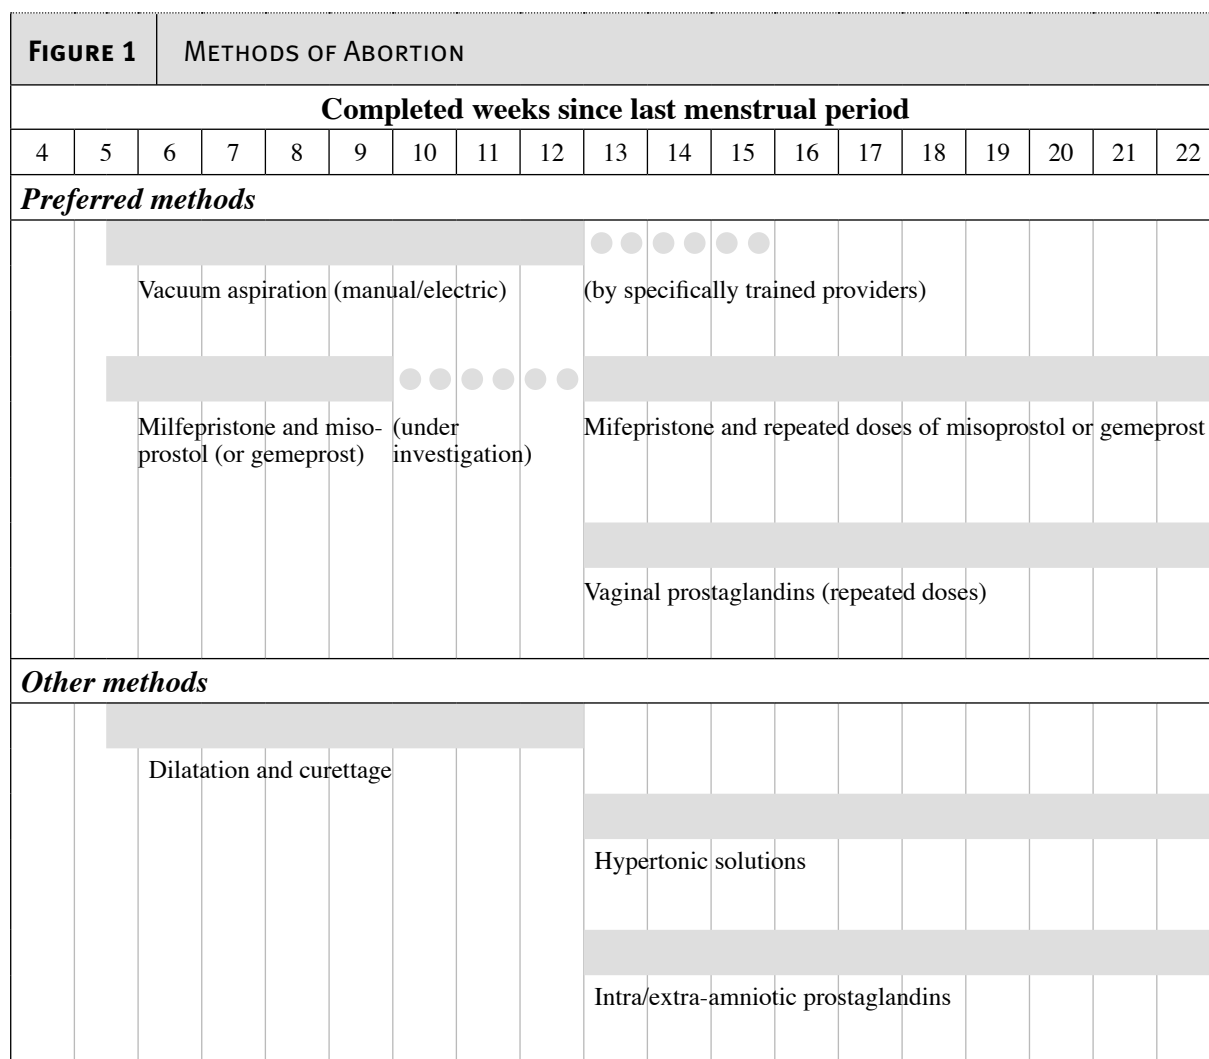 FIGURE 1 METHODS OF ABORTION
Completed weeks since last menstrual period
4 5 6 7 8 9 10 11 12 13 14 15 16 17 18 19 20 21 22
Preferred methods
Vacuum aspiration (manual/electric) (by specifically trained providers)
Milfepristone and miso- (under Mifepristone and repeated doses of misoprostol or gemeprost
prostol (or gemeprost) investigation)
Vaginal prostaglandins (repeated doses)
Other methods
Dilatation and curettage
Hypertonic solutions
Intra/extra-amniotic prostaglandins